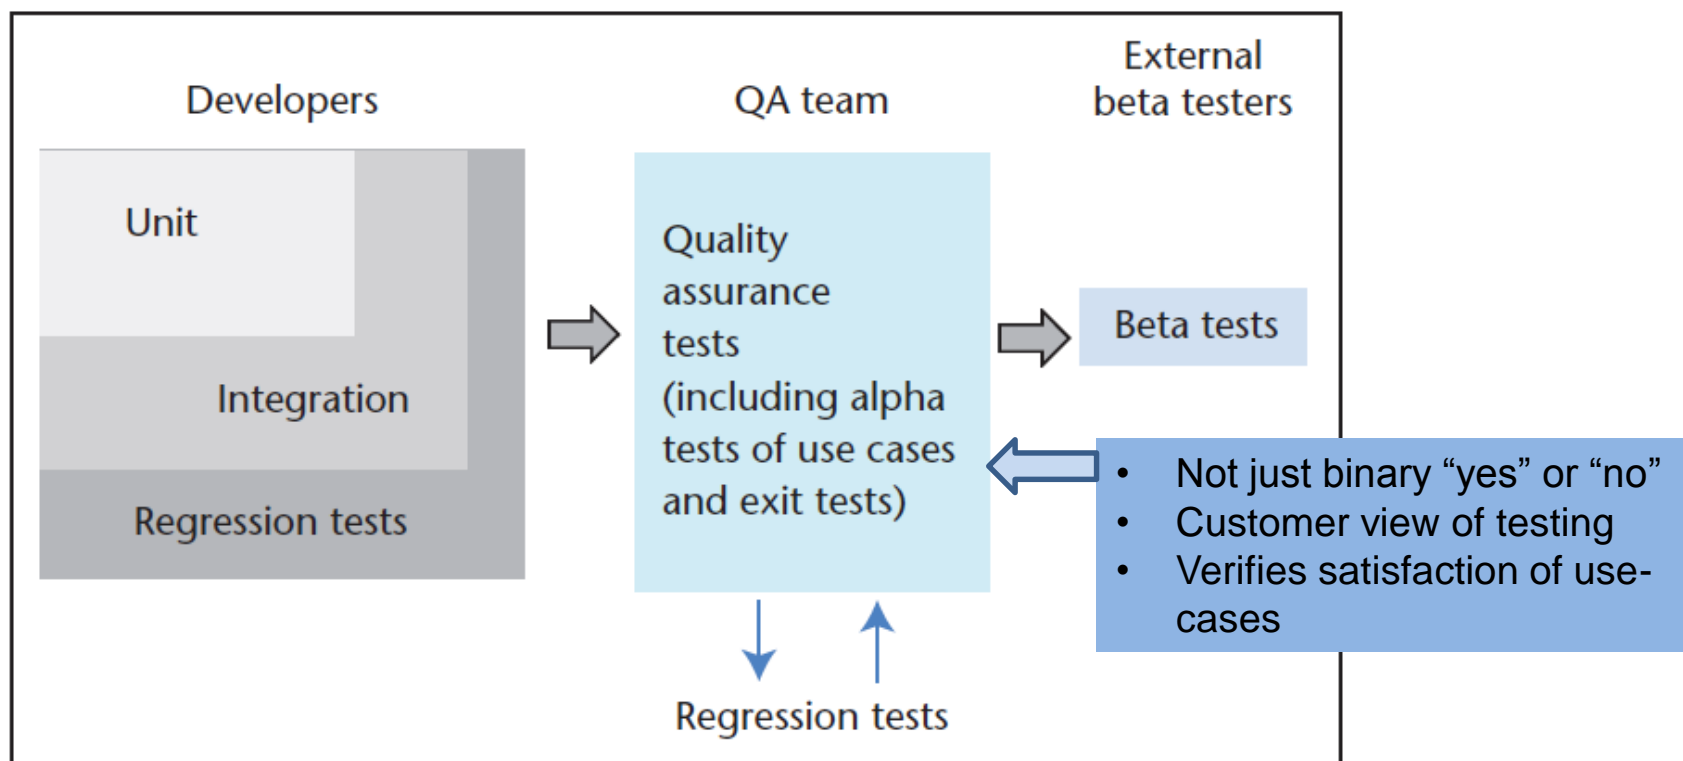 Developers
QA team
External
beta testers
Unit
Integration
Regression tests
Quality
assurance
tests
(including alpha
tests of use cases
and exit tests)
Beta tests
• Not just binary “yes” or “no”
• Customer view of testing
• Verifies satisfaction of use-
cases
Regression tests